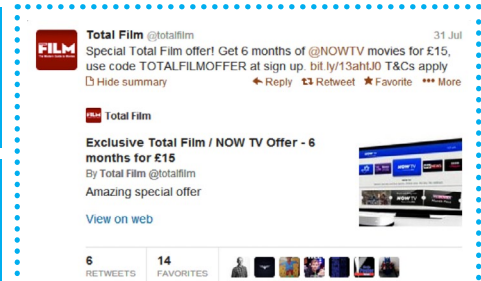 Total Film @totalfilm 31 Jul
Special Total Film offer! Get 6 months of @NOWTV movies for £15,
use code TOTALFILMOFFER at sign up. bit.ly/13ahtJ0 T&Cs apply
Hide summary Reply Retweet Favorite More
FILM
Total Film
Exclusive Total Film / NOW TV Offer - 6
months for £15
By Total Film @totalfilm
Amazing special offer
View on web
NOW TV
6 14
RETWEETS FAVORITES